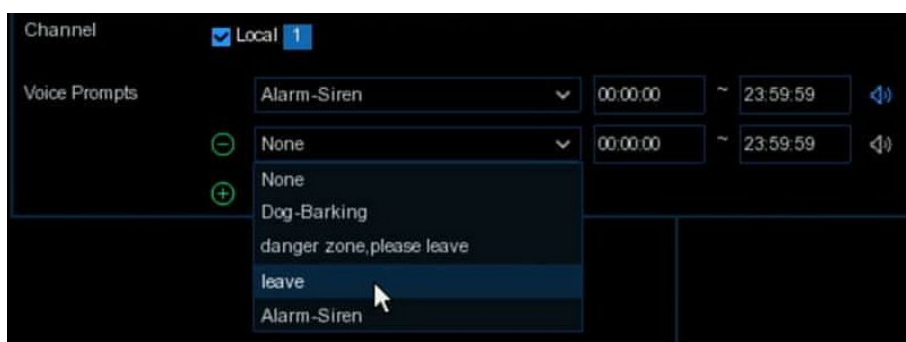 Channel Local 1
Voice Prompts Alarm-Siren 00:00:00 ~ 23:59:59
None 00:00:00 ~ 23:59:59
None
Dog-Barking
danger zone,please leave
leave
Alarm-Siren